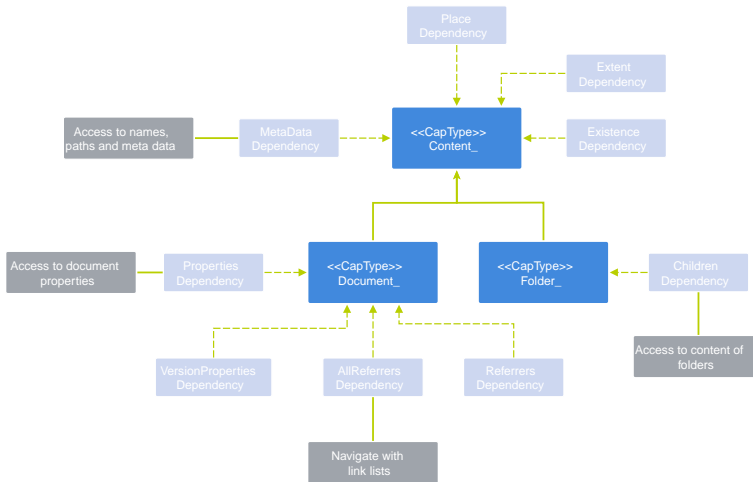 Place
Dependency
Extent
Dependency
Access to names,
paths and meta data
MetaData
Dependency
<<CapType>>
Content_
Existence
Dependency
Access to document
properties
Properties
Dependency
<<CapType>>
Document_
<<CapType>>
Folder_
Children
Dependency
VersionProperties
Dependency
AllReferrers
Dependency
Referrers
Dependency
Access to content of
folders
Navigate with
link lists